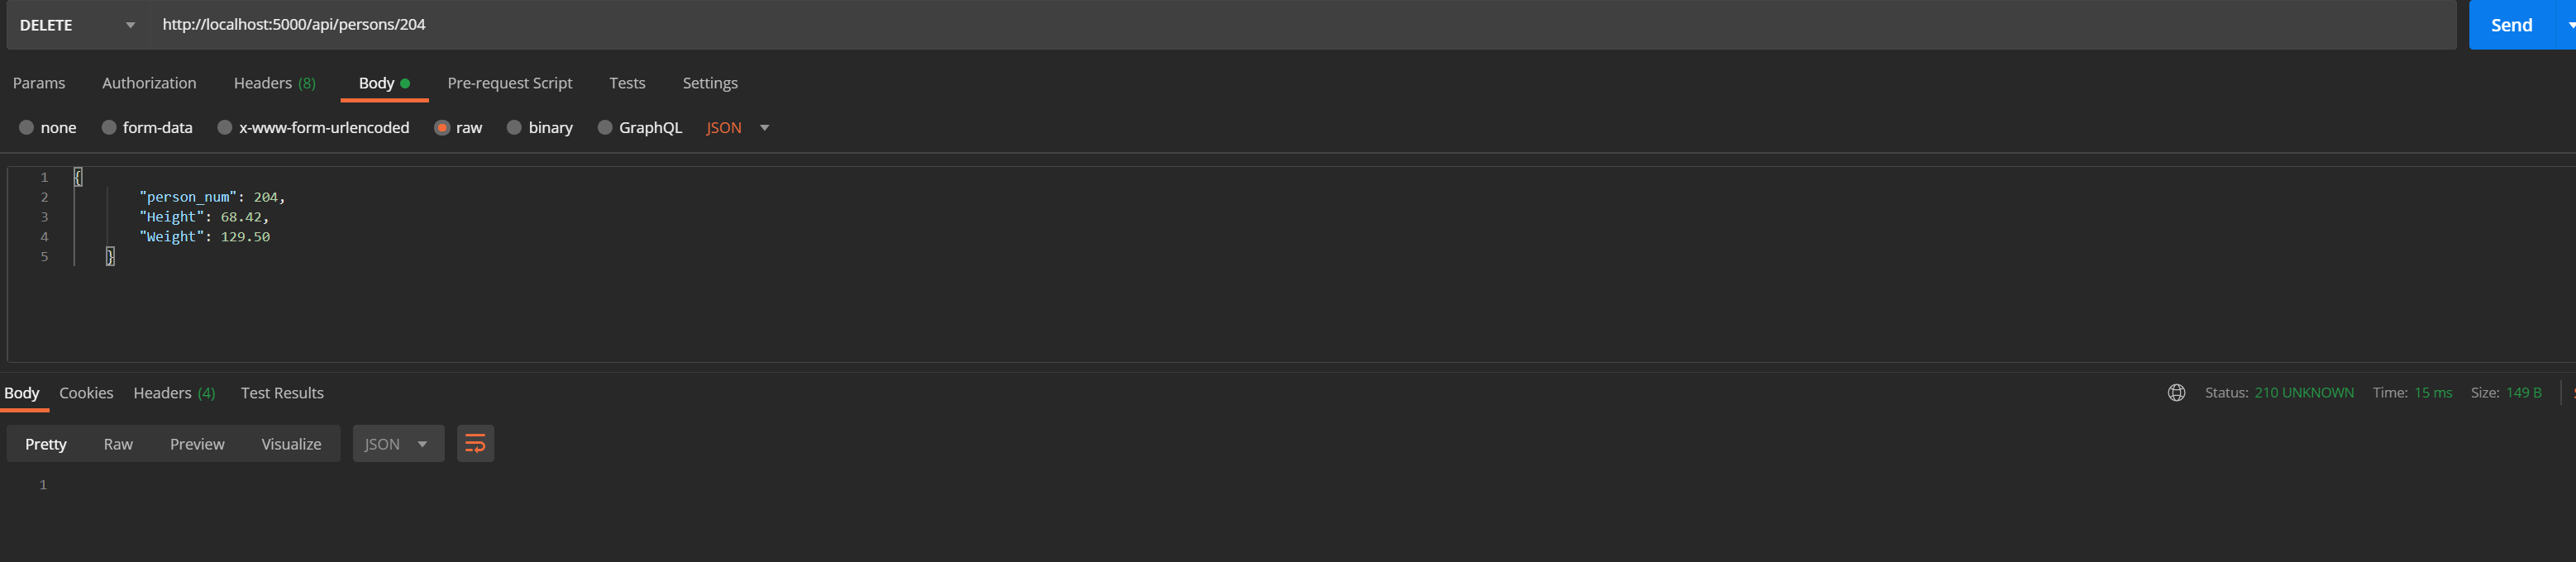 DELETE http://localhost:5000/api/persons/204 Send
Params Authorization Headers (8) Body Pre-request Script Tests Settings
none form-data x-www-form-urlencoded raw binary GraphQL JSON
1 {
2 "person_num": 204,
3 "Height": 68.42,
4 "Weight": 129.50
5 }
Body Cookies Headers (4) Test Results Status: 210 UNKNOWN Time: 15 ms Size: 149 B
Pretty Raw Preview Visualize JSON
1